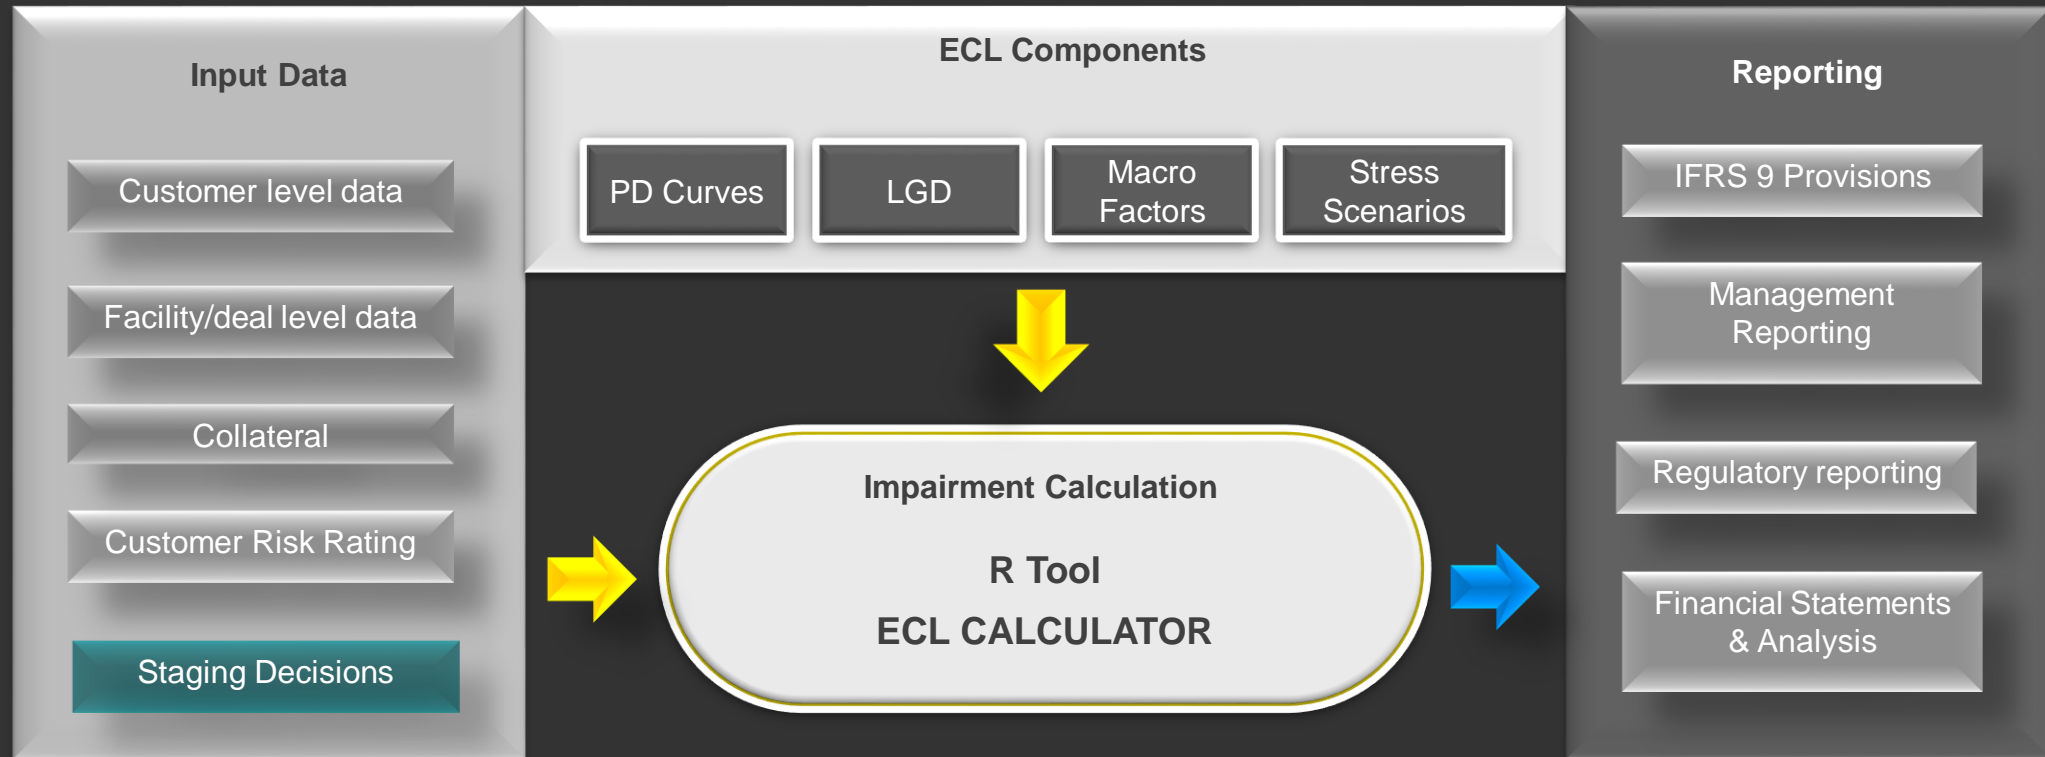 Input Data
Customer level data
Facility/deal level data
Collateral
Customer Risk Rating
Staging Decisions
ECL Components
PD Curves
LGD
Macro
Factors
Stress
Scenarios
Impairment Calculation
R Tool
ECL CALCULATOR
Reporting
IFRS 9 Provisions
Management
Reporting
Regulatory reporting
Financial Statements
& Analysis